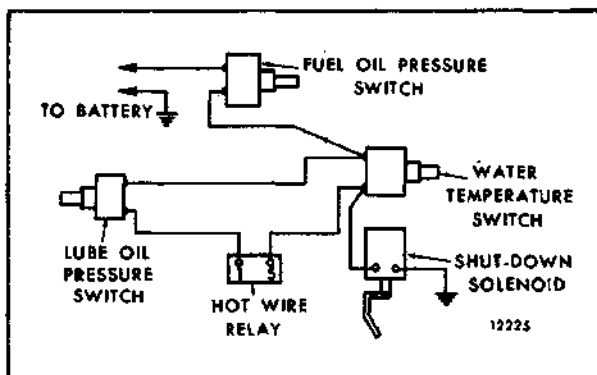 FUEL OIL PRESSURE
SWITCH
TO BATTERY
WATER
TEMPERATURE
SWITCH
LUBE OIL
PRESSURE
SWITCH
HOT WIRE
RELAY
SHUT-DOWN
SOLENOID
12225